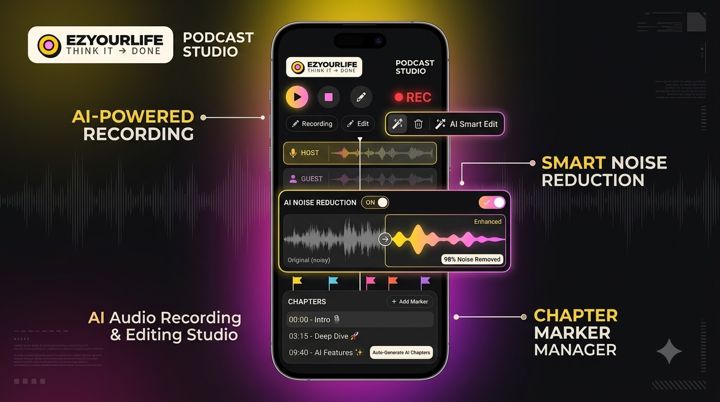 EZYOURLIFE
THINK IT → DONE
PODCAST
STUDIO
EZYOURLIFE
THINK IT → DONE
PODCAST
STUDIO
REC
Recording
Edit
AI Smart Edit
AI-POWERED
RECORDING
HOST
GUEST
SMART NOISE
REDUCTION
AI NOISE REDUCTION
ON
Enhanced
Original (noisy)
98% Noise Removed
CHAPTERS
+ Add Marker
00:00 - Intro 🎙️
03:15 - Deep Dive 🚀
09:40 - AI Features ✨
Auto-Generate AI Chapters
AI Audio Recording
& Editing Studio
CHAPTER
MARKER
MANAGER